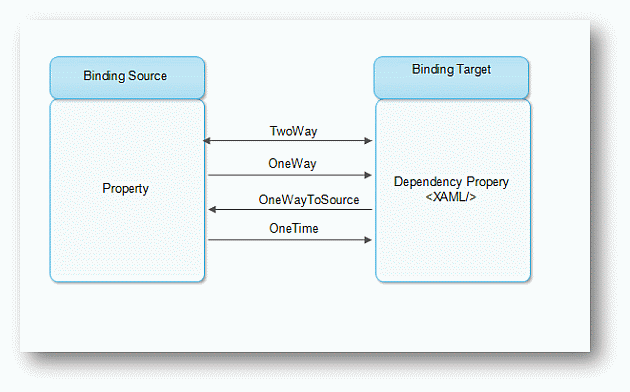 Binding Source
Binding Target
TwoWay
OneWay
Property
Dependency Propery
<XAML/>
OneWayToSource
OneTime